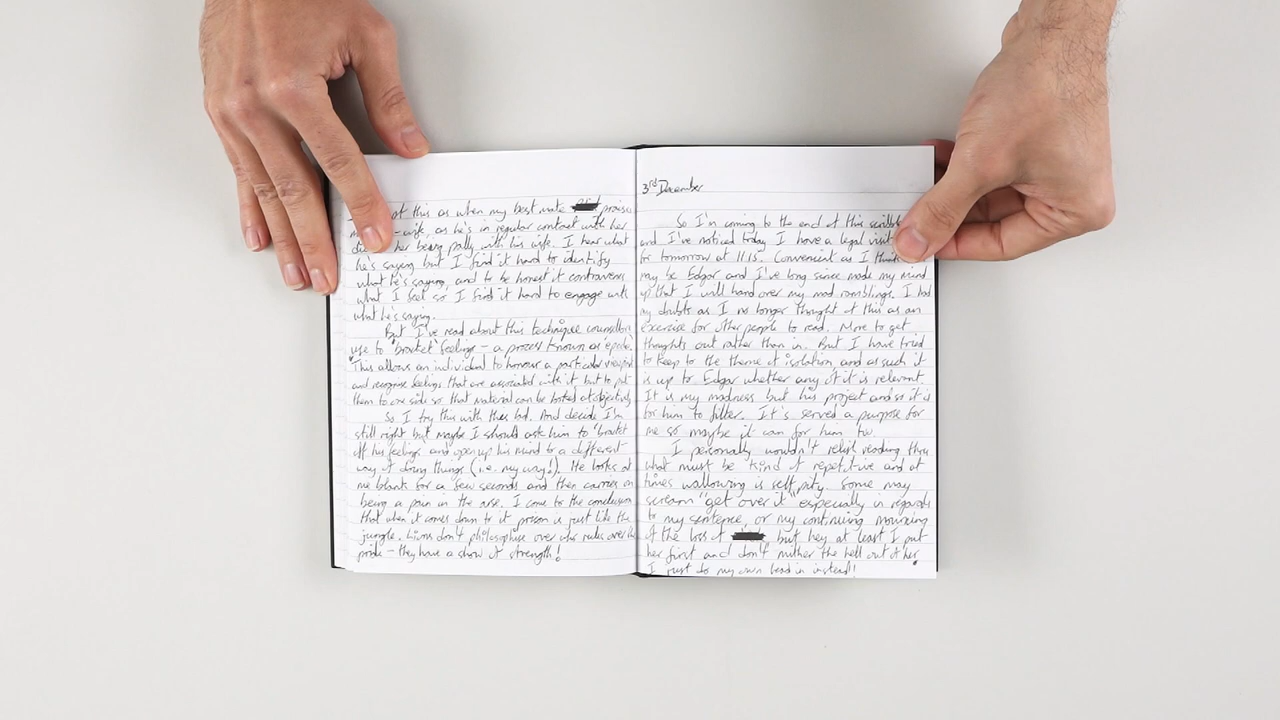 at this as when my best mate praises
- wife, as he's in regular contact with her
her being pally with his wife. I hear what
he's saying but I find it hard to identify
what he's saying, and to be honest it contravenes
what I feel so I find it hard to engage with
what he's saying.
But I've read about this technique counsellors
use to 'bracket' feelings - a process known as
This allows an individual to honour a particular viewpoint
and recognise feelings that are associated with it but to put
them to one side so that material can be looked at objectively
So I try this with this lad. And decide I'm
still right but maybe I should ask him to 'bracket
off his feelings' and open up his mind to a different
way of doing things (i.e. my way!). He looks at
me blank for a few seconds and then carries on
being a pain in the arse. I come to the conclusion
that when it comes down to it prison is just like the
jungle. Lions don't philosophise over who rules over the
pride - they have a show of strength!
3rd December
So I'm coming to the end of this
and I've noticed today I have a legal visit
for tomorrow at 1115. Convenient as I think
may be Edgar and I've long since made my mind
up that I will hand over my mad ramblings. I had
my doubts as I no longer thought of this as an
exercise for other people to read. More to get
thoughts out rather than in. But I have tried
to keep to the theme of isolation and as such it
is up to Edgar whether any of it is relevant.
It is my madness but his project and so it is
for him to filter. It's served a purpose for
me so maybe it can for him too.
I personally wouldn't relish reading thru
what must be kind of repetitive and at
times wallowing is self pity. Some may
scream "get over it" especially in regards
to my sentence, or my continuing mourning
of the loss of but hey, at least I put
her first and don't mither the hell out of her,
I just do my own head in instead!